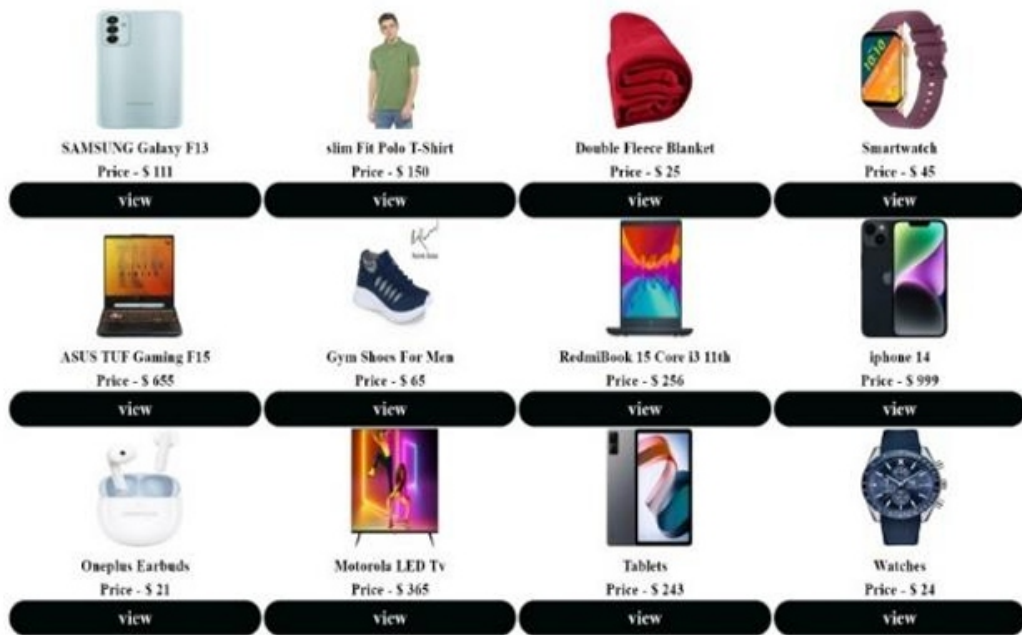 SAMSUNG Galaxy F13
Price - $ 111
view
slim Fit Polo T-Shirt
Price - $ 150
view
Double Fleece Blanket
Price - $ 25
view
10:10
Smartwatch
Price - $ 45
view
ASUS TUF Gaming F15
Price - $ 655
view
Gym Shoes For Men
Price - $ 65
view
RedmiBook 15 Core i3 11th
Price - $ 256
view
iphone 14
Price - $ 999
view
Oneplus Earbuds
Price - $ 21
view
Motorola LED Tv
Price - $ 365
view
Tablets
Price - $ 243
view
Watches
Price - $ 24
view